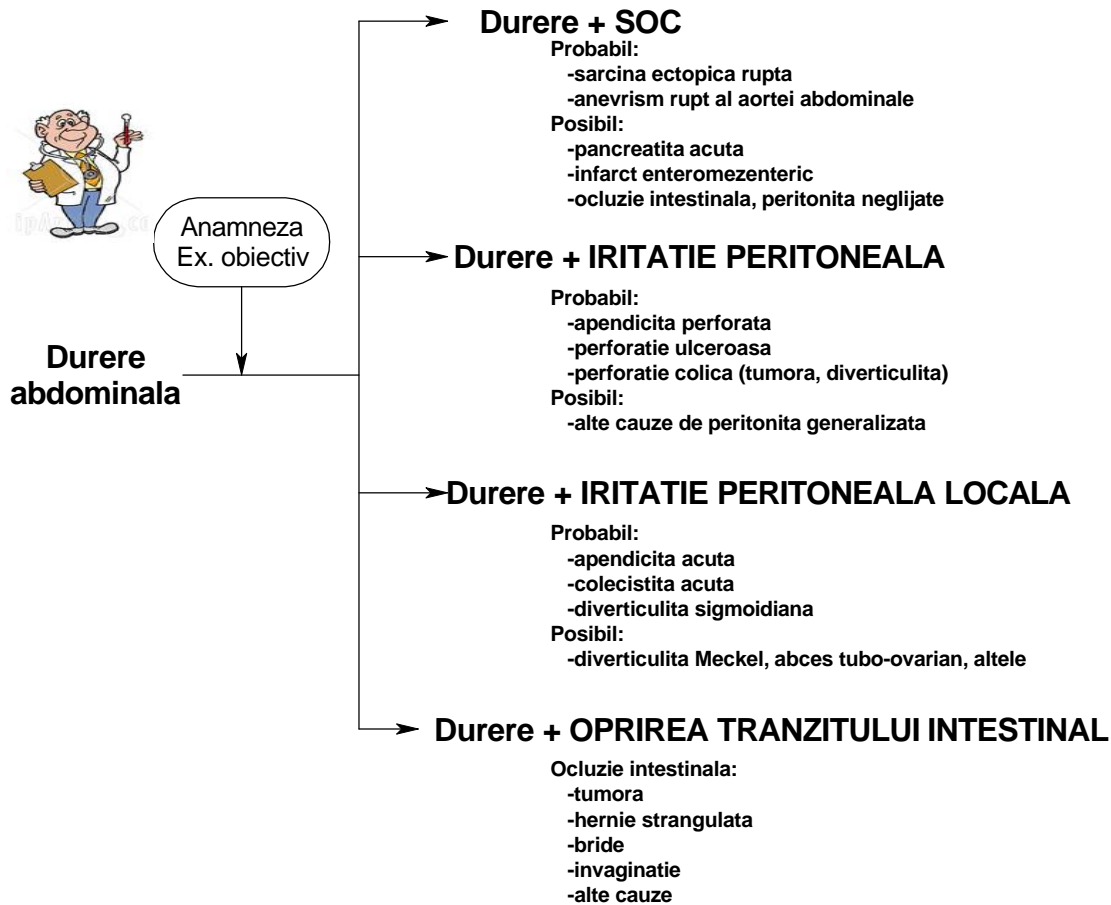 Durere + SOC
Probabil:
-sarcina ectopica rupta
-anevrism rupt al aortei abdominale
Posibil:
-pancreatita acuta
-infarct enteromezenteric
-ocluzie intestinala, peritonita neglijate
Anamneza
Ex. obiectiv
Durere + IRITATIE PERITONEALA
Probabil:
-apendicita perforata
-perforatie ulceroasa
-perforatie colica (tumora, diverticulita)
Posibil:
-alte cauze de peritonita generalizata
Durere
abdominala
Durere + IRITATIE PERITONEALA LOCALA
Probabil:
-apendicita acuta
-colecistita acuta
-diverticulita sigmoidiana
Posibil:
-diverticulita Meckel, abces tubo-ovarian, altele
Durere + OPRIREA TRANZITULUI INTESTINAL
Ocluzie intestinala:
-tumora
-hernie strangulata
-bride
-invaginatie
-alte cauze